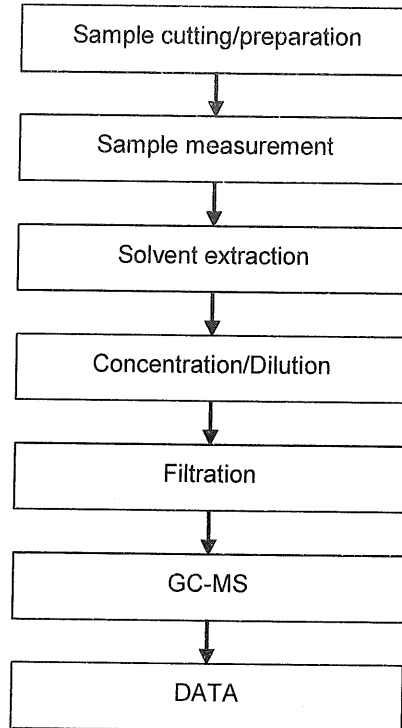 Sample cutting/preparation
Sample measurement
Solvent extraction
Concentration/Dilution
Filtration
GC-MS
DATA